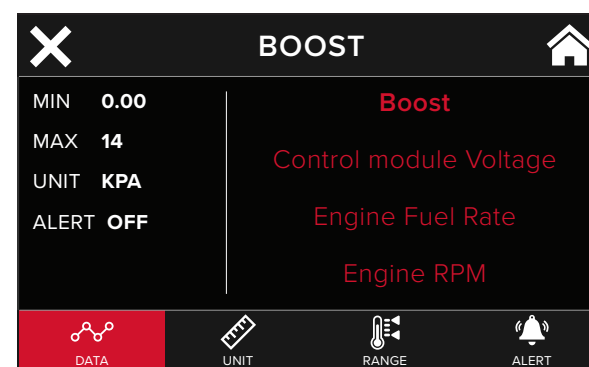 BOOST
MIN 0.00
MAX 14
UNIT KPA
ALERT OFF
Boost
Control module Voltage
Engine Fuel Rate
Engine RPM
DATA UNIT RANGE ALERT